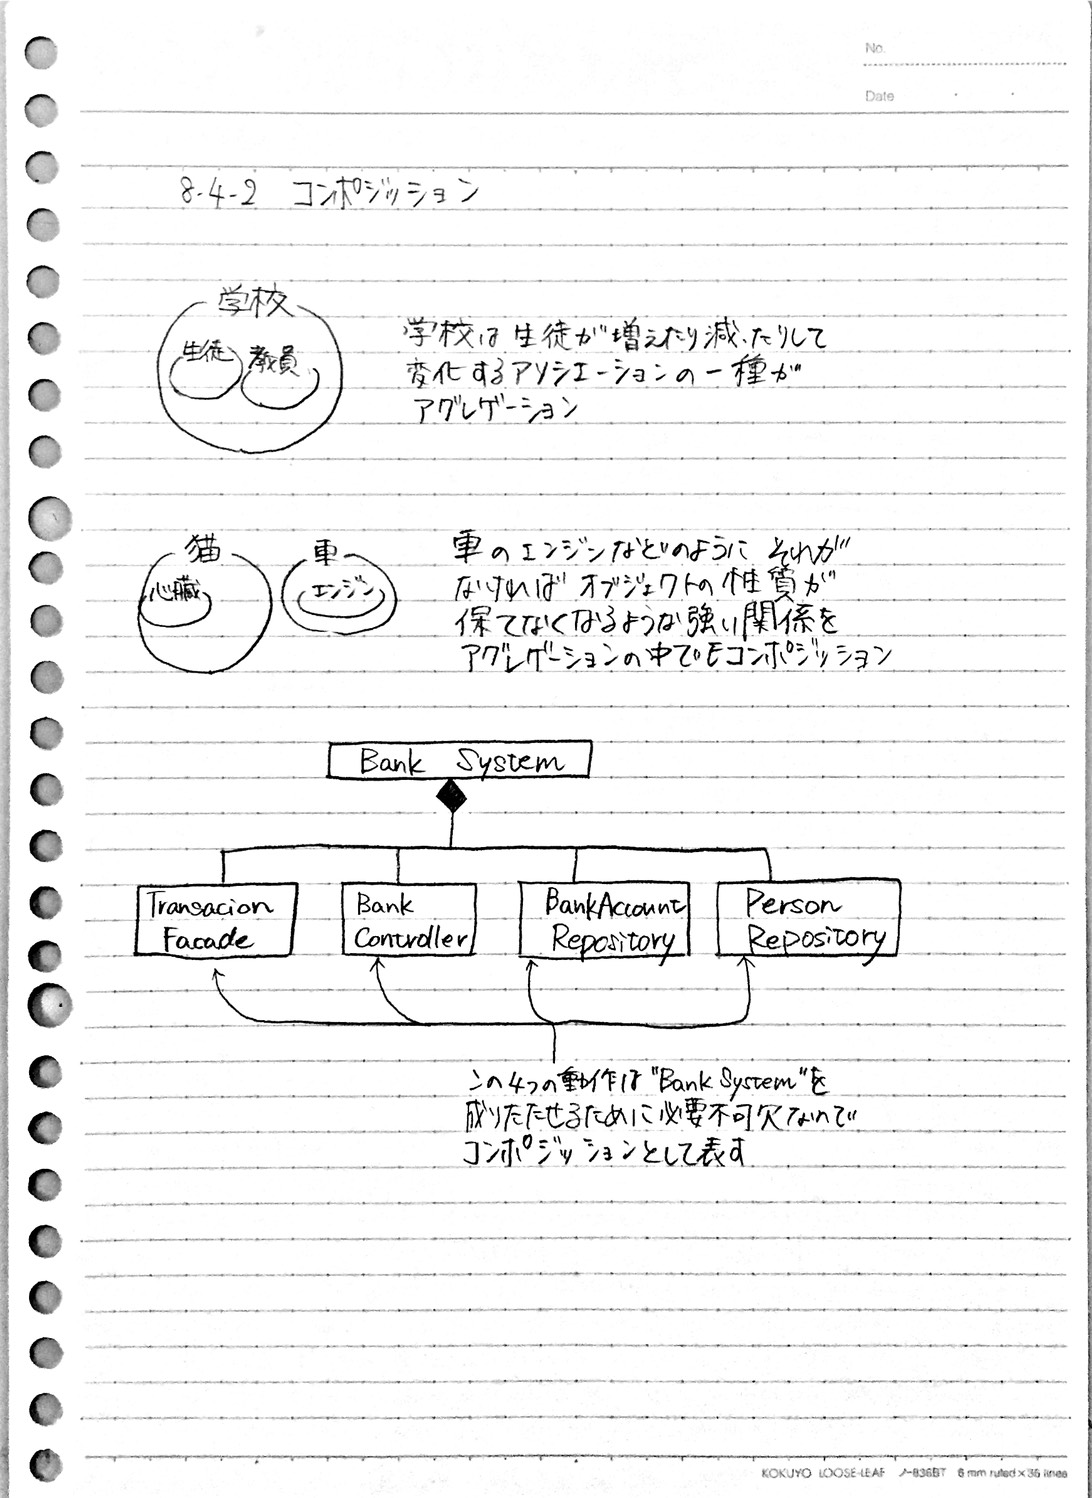 No.
Date
8-4-2 コンポジッション
学校
生徒 教員
学校は生徒が増えたり減ったりして
変化するアソシエーションの一種が
アグレゲーション
猫
心臓
車
エンジン
車のエンジンなどのように それが
なければ オブジェクトの性質が
保てなくなるような強い関係を
アグレゲーションの中でもコンポジッション
Bank System
Transacion
Facade
Bank
Controller
BankAccount
Repository
Person
Repository
この4つの動作は "Bank System"を
成りたたせるために必要不可欠なので
コンポジッションとして表す
KOKUYO LOOSE-LEAF ノ-836BT 6 mm ruled×36 lines